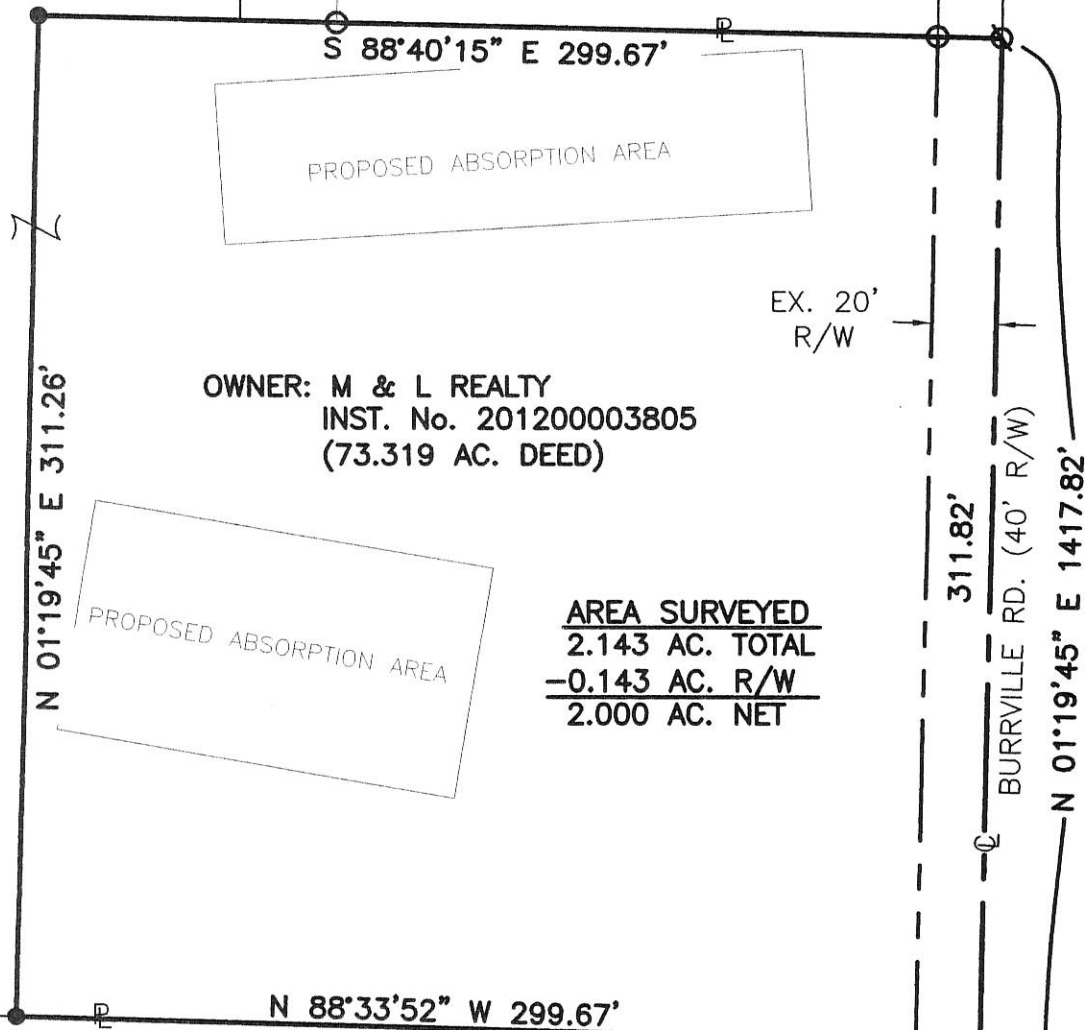 S 88°40'15" E 299.67'
PROPOSED ABSORPTION AREA
EX. 20'
R/W
OWNER: M & L REALTY
INST. No. 201200003805
(73.319 AC. DEED)
N 01°19'45" E 311.26'
PROPOSED ABSORPTION AREA
AREA SURVEYED
2.143 AC. TOTAL
-0.143 AC. R/W
2.000 AC. NET
311.82'
BURRVILLE RD. (40' R/W)
N 01°19'45" E 1417.82'
N 88°33'52" W 299.67'